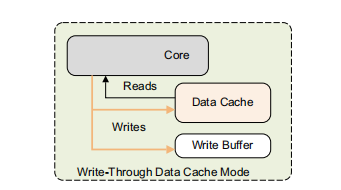 Core
Reads
Data Cache
Writes
Write Buffer
Write-Through Data Cache Mode